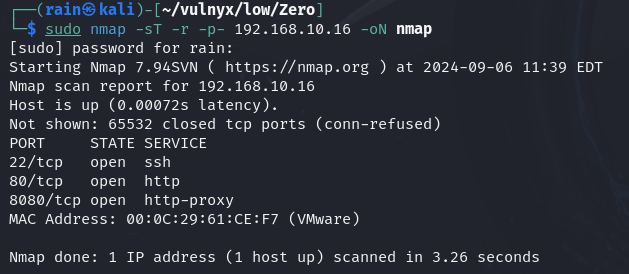 ┌──(rain㉿kali)-[~/vulnyx/low/Zero]
└─$ sudo nmap -sT -r -p- 192.168.10.16 -oN nmap
[sudo] password for rain:
Starting Nmap 7.94SVN ( https://nmap.org ) at 2024-09-06 11:39 EDT
Nmap scan report for 192.168.10.16
Host is up (0.00072s latency).
Not shown: 65532 closed tcp ports (conn-refused)
PORT     STATE SERVICE
22/tcp   open  ssh
80/tcp   open  http
8080/tcp open  http-proxy
MAC Address: 00:0C:29:61:CE:F7 (VMware)
Nmap done: 1 IP address (1 host up) scanned in 3.26 seconds